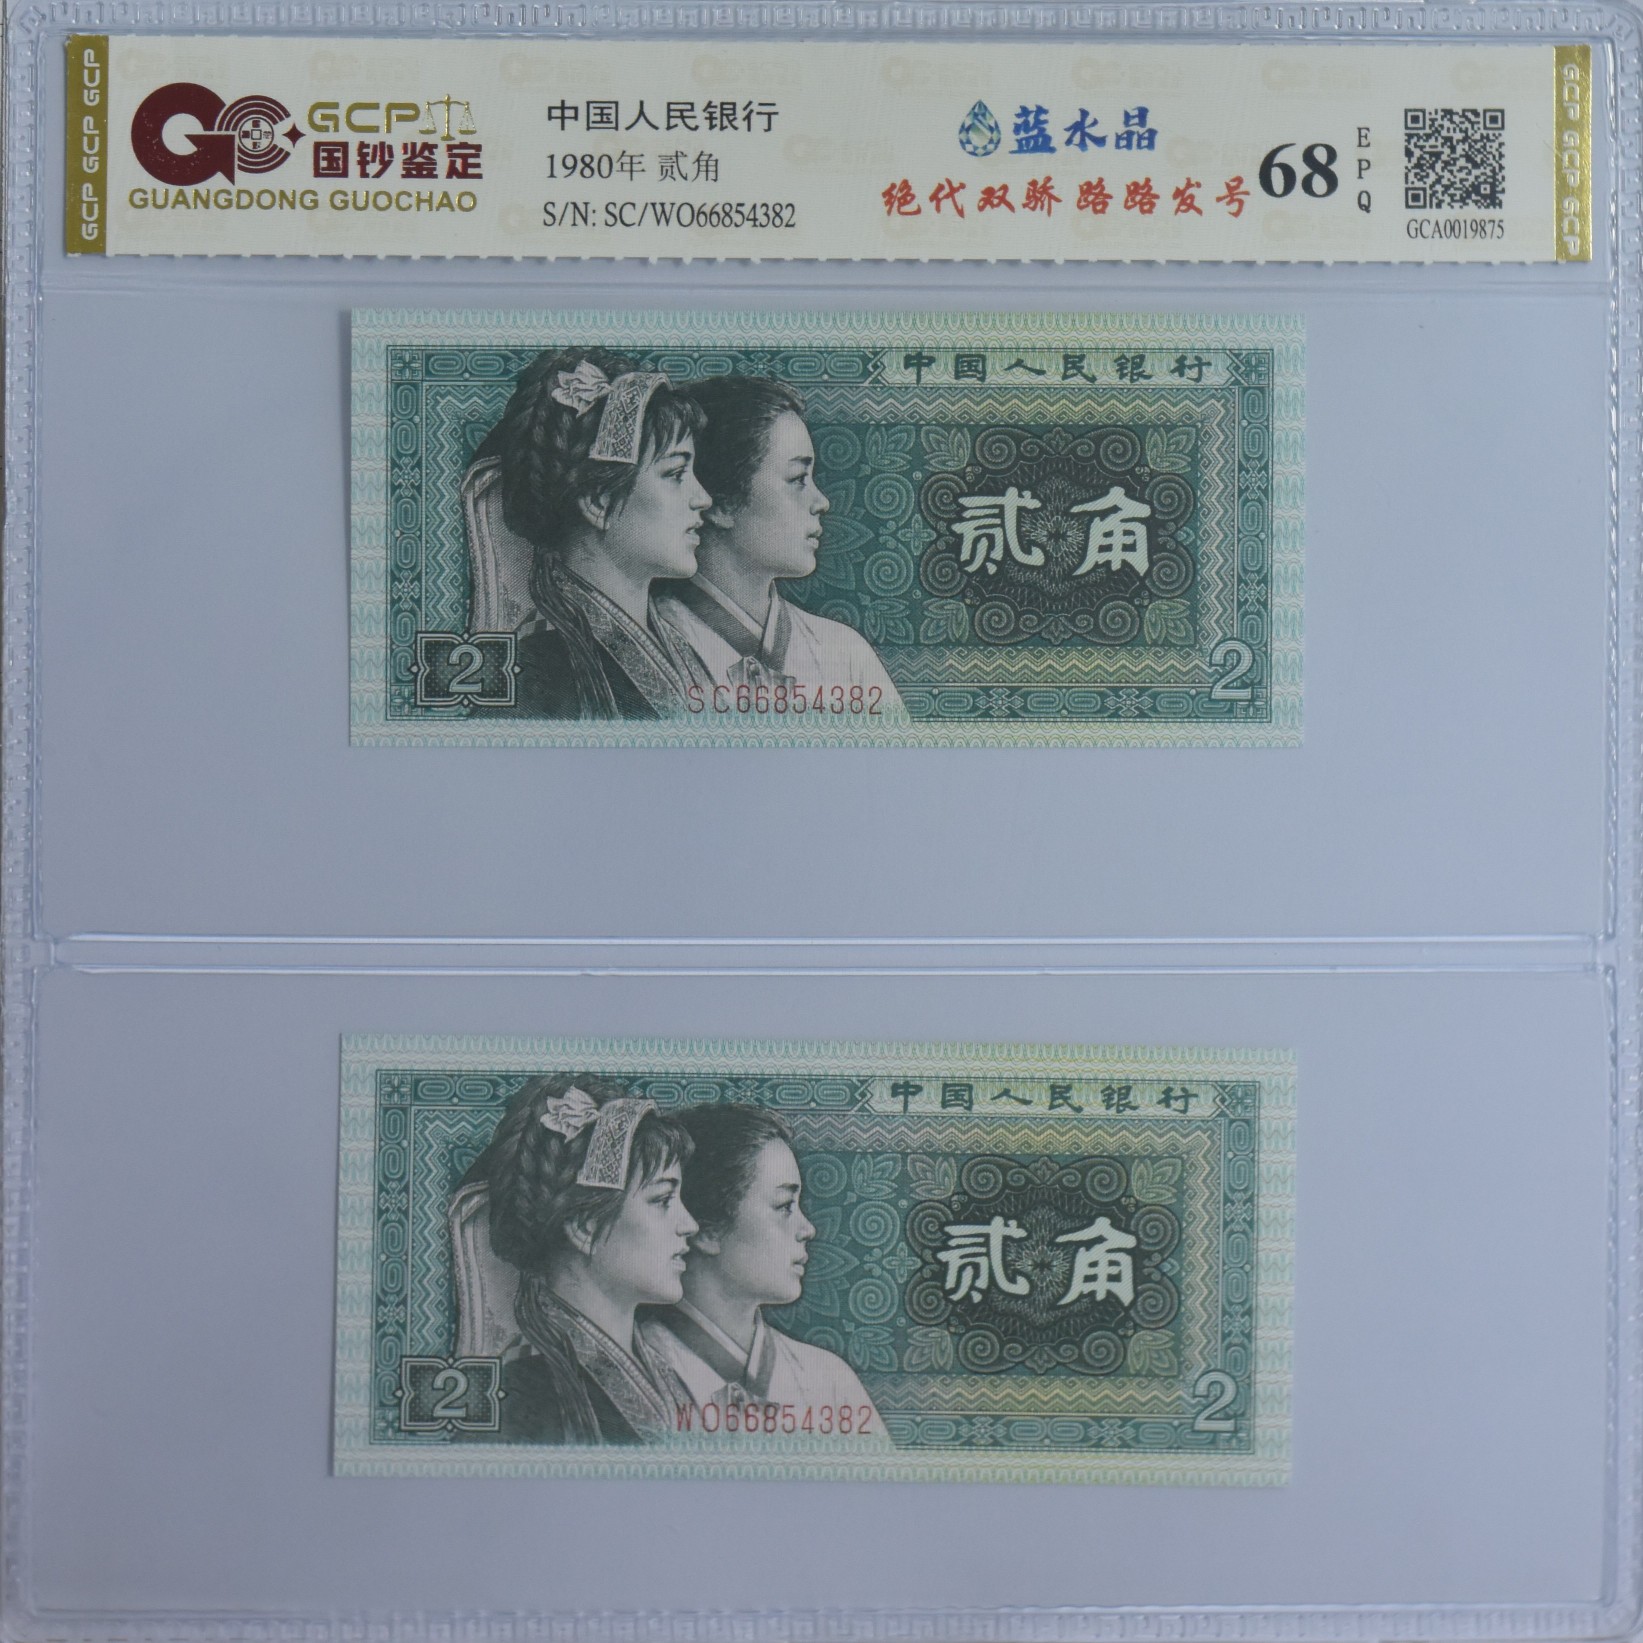 GCP GCP GCP
GCP
国钞鉴定
GUANGDONG GUOCHAO
中国人民银行
1980年 贰角
S/N: SC/WO66854382
蓝水晶
绝代双骄 路路发号
68
EPQ
GCA0019875
GCP GCP GCP
中国人民银行
贰角
2
2
SC66854382
中国人民银行
贰角
2
2
WO66854382